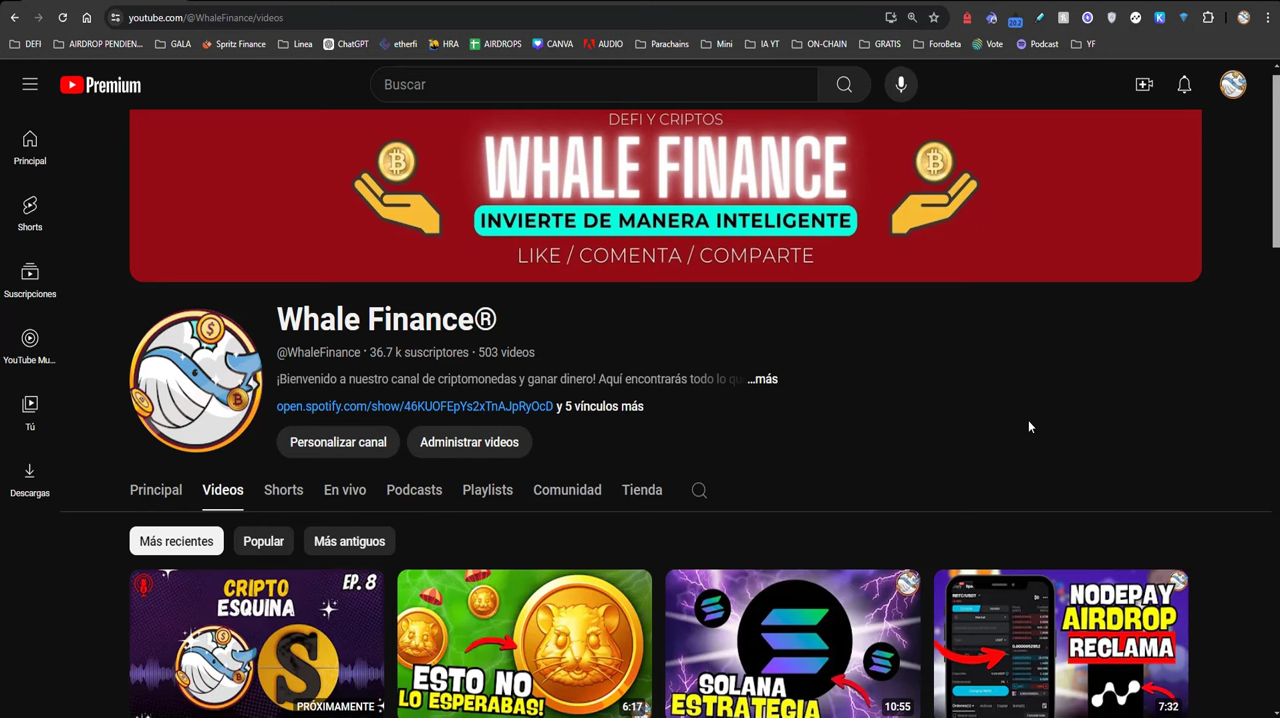 youtube.com/@WhaleFinance/videos
20.2
DEFI
AIRDROP PENDIEN...
GALA
Spritz Finance
Linea
ChatGPT
etherfi
HRA
AIRDROPS
CANVA
AUDIO
Parachains
Mini
IA YT
ON-CHAIN
GRATIS
ForoBeta
Vote
Podcast
YF
Premium
Buscar
Principal
Shorts
Suscripciones
YouTube Mu...
Tú
Descargas
DEFI Y CRIPTOS
WHALE FINANCE
INVIERTE DE MANERA INTELIGENTE
LIKE / COMENTA / COMPARTE
Whale Finance®
@WhaleFinance · 36.7 k suscriptores · 503 videos
¡Bienvenido a nuestro canal de criptomonedas y ganar dinero! Aquí encontrarás todo lo qu ...más
open.spotify.com/show/46KUOFEpYs2xTnAJpRyOcD y 5 vínculos más
Personalizar canal
Administrar videos
Principal
Videos
Shorts
En vivo
Podcasts
Playlists
Comunidad
Tienda
Más recientes
Popular
Más antiguos
CRIPTO
ESQUINA
EP. 8
ESTO NO
LO ESPERABAS!
6:17
SOLANA
ESTRATEGIA
10:55
NODEPAY
AIRDROP
RECLAMA
7:32